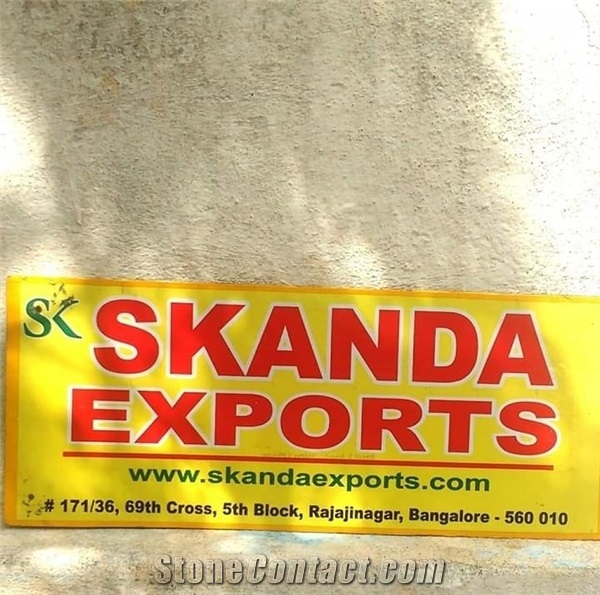 SK SKANDA
EXPORTS
www.skandaexports.com
# 171/36, 69th Cross, 5th Block, Rajajinagar, Bangalore - 560 010
StoneContact.com